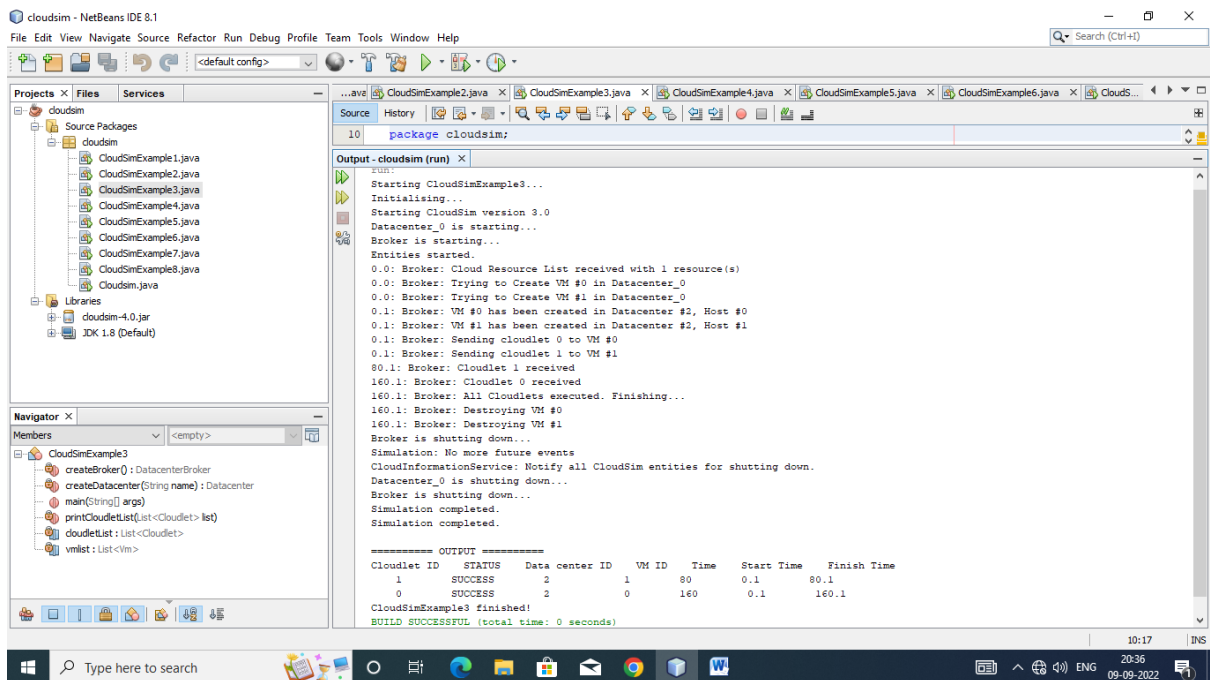 cloudsim - NetBeans IDE 8.1
File Edit View Navigate Source Refactor Run Debug Profile Team Tools Window Help
Search (Ctrl+I)
<default config>
Projects Files Services
...ava CloudSimExample2.java CloudSimExample3.java CloudSimExample4.java CloudSimExample5.java CloudSimExample6.java CloudS...
cloudsim
Source Packages
cloudsim
CloudSimExample1.java
CloudSimExample2.java
CloudSimExample3.java
CloudSimExample4.java
CloudSimExample5.java
CloudSimExample6.java
CloudSimExample7.java
CloudSimExample8.java
Cloudsim.java
Libraries
cloudsim-4.0.jar
JDK 1.8 (Default)
Source History
10 package cloudsim;
Output - cloudsim (run)
run:
Starting CloudSimExample3...
Initialising...
Starting CloudSim version 3.0
Datacenter_0 is starting...
Broker is starting...
Entities started.
0.0: Broker: Cloud Resource List received with 1 resource(s)
0.0: Broker: Trying to Create VM #0 in Datacenter_0
0.0: Broker: Trying to Create VM #1 in Datacenter_0
0.1: Broker: VM #0 has been created in Datacenter #2, Host #0
0.1: Broker: VM #1 has been created in Datacenter #2, Host #1
0.1: Broker: Sending cloudlet 0 to VM #0
0.1: Broker: Sending cloudlet 1 to VM #1
80.1: Broker: Cloudlet 1 received
160.1: Broker: Cloudlet 0 received
160.1: Broker: All Cloudlets executed. Finishing...
160.1: Broker: Destroying VM #0
160.1: Broker: Destroying VM #1
Broker is shutting down...
Simulation: No more future events
CloudInformationService: Notify all CloudSim entities for shutting down.
Datacenter_0 is shutting down...
Broker is shutting down...
Simulation completed.
Simulation completed.
========== OUTPUT ==========
Cloudlet ID STATUS Data center ID VM ID Time Start Time Finish Time
1 SUCCESS 2 1 80 0.1 80.1
0 SUCCESS 2 0 160 0.1 160.1
CloudSimExample3 finished!
BUILD SUCCESSFUL (total time: 0 seconds)
Navigator
Members <empty>
CloudSimExample3
createBroker() : DatacenterBroker
createDatacenter(String name) : Datacenter
main(String[] args)
printCloudletList(List<Cloudlet> list)
cloudletList : List<Cloudlet>
vmlist : List<Vm>
10:17 INS
Type here to search
ENG
20:36
09-09-2022